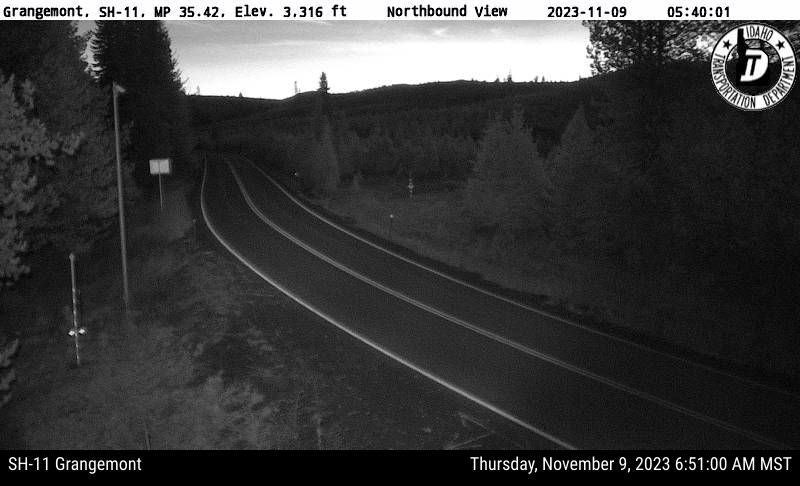 Grangemont, SH-11, MP 35.42, Elev. 3,316 ft Northbound View 2023-11-09 05:40:01
IDAHO
TRANSPORTATION DEPARTMENT
SH-11 Grangemont Thursday, November 9, 2023 6:51:00 AM MST